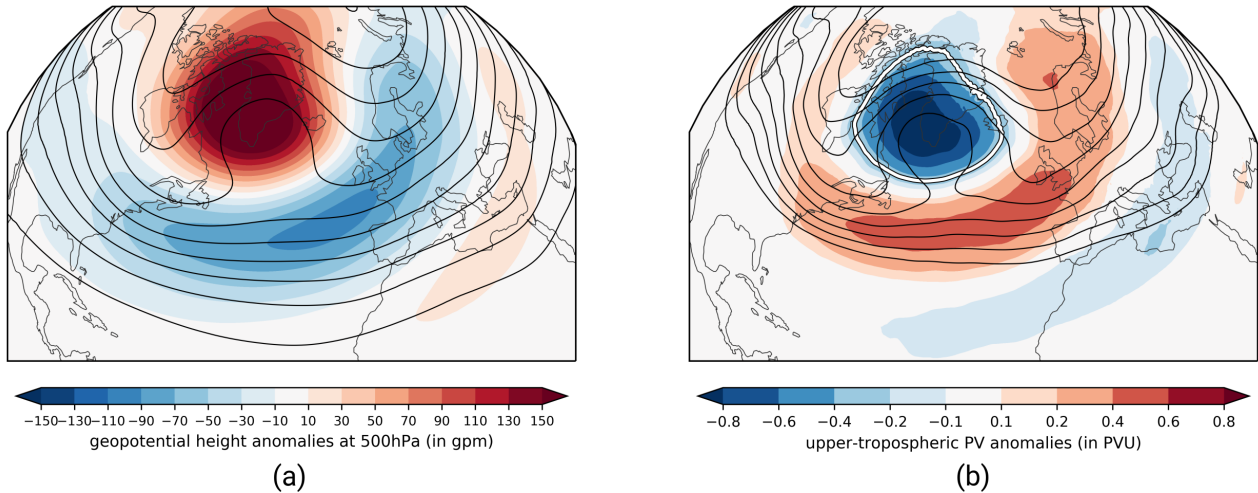 −150−130−110 −90 −70 −50 −30 −10 10 30 50 70 90 110 130 150
geopotential height anomalies at 500hPa (in gpm)
(a)
−0.8 −0.6 −0.4 −0.2 −0.1 0.1 0.2 0.4 0.6 0.8
upper-tropospheric PV anomalies (in PVU)
(b)